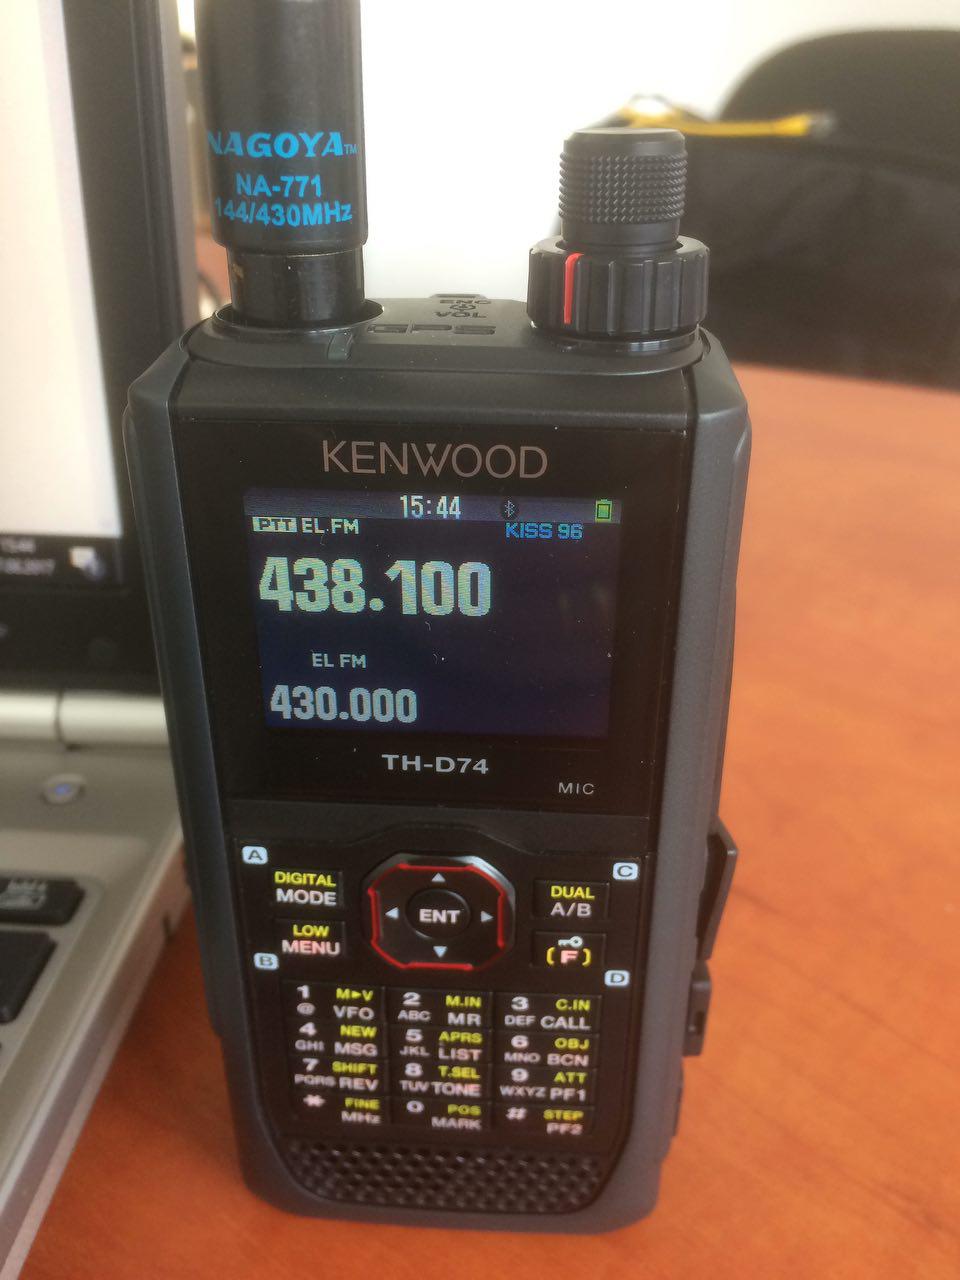 NAGOYA™
NA-771
144/430MHz
ENC
VOL
GPS
KENWOOD
15:44
PTT EL FM
KISS 96
438.100
EL FM
430.000
TH-D74
MIC
A
C
DIGITAL
MODE
DUAL
A/B
ENT
LOW
MENU
(F)
B
D
1 M►V
@ VFO
2 M.IN
ABC MR
3 C.IN
DEF CALL
4 NEW
GHI MSG
5 APRS
JKL LIST
6 OBJ
MNO BCN
7 SHIFT
PQRS REV
8 T.SEL
TUV TONE
9 ATT
WXYZ PF1
* FINE
MHz
0 POS
MARK
# STEP
PF2